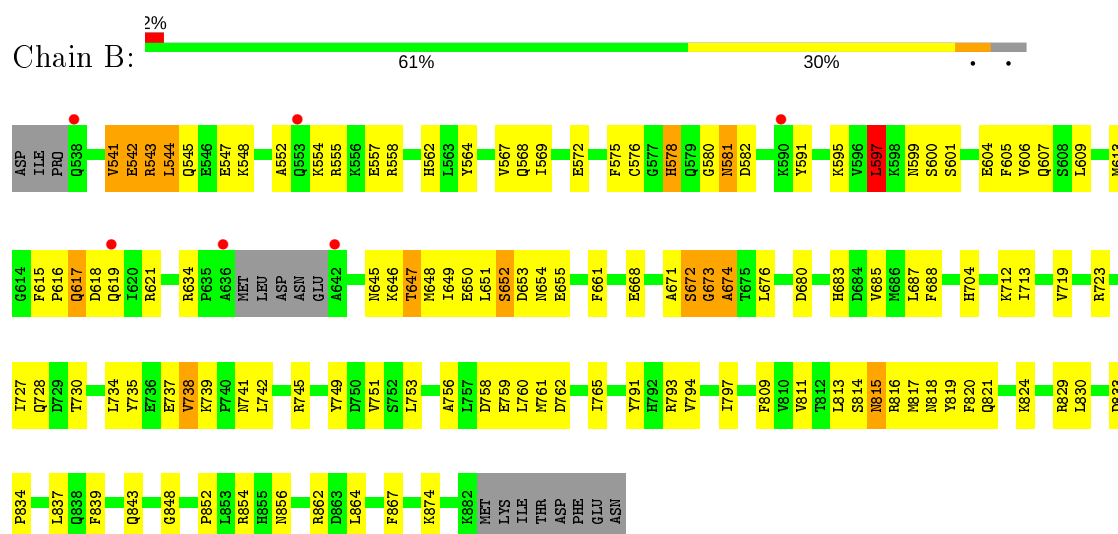 2%
Chain B:
61% 30% • •
ASP ILE PRO Q538 V541 E542 R543 L544 Q545 E546 E547 K548 A552 Q553 K554 R555 K556 E557 R558 H562 L563 Y564 V567 Q568 I569 E572 F575 C576 G577 H578 Q579 G580 N581 D582 K590 Y591 K595 V596 L597 K598 N599 S600 S601 E604 F605 V606 Q607 S608 L609 M613
G614 F615 P616 Q617 D618 Q619 I620 R621 R634 P635 A636 MET LEU ASP ASN GLU A642 N645 K646 T647 M648 I649 E650 L651 S652 D653 N654 E655 F661 E668 A671 S672 G673 A674 T675 L676 D680 H683 D684 V685 M686 L687 F688 H704 K712 I713 V719 R723
I727 Q728 D729 T730 L734 Y735 E736 E737 V738 K739 P740 N741 L742 R745 Y749 D750 V751 S752 L753 A756 L757 D758 E759 L760 M761 D762 I765 Y791 H792 R793 V794 I797 F809 V810 V811 T812 L813 S814 N815 R816 M817 N818 Y819 F820 Q821 K824 R829 L830 D833
P834 L837 Q838 F839 Q843 G848 P852 L853 R854 H855 N856 R862 D863 L864 F867 K874 K882 MET LYS ILE THR ASP PHE GLU ASN